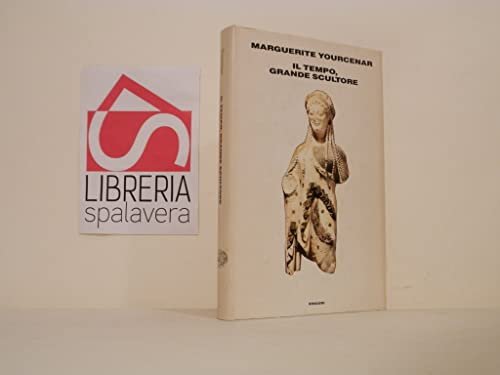 LIBRERIA
spalavera
MARGUERITE YOURCENAR
IL TEMPO,
GRANDE SCULTORE
EINAUDI